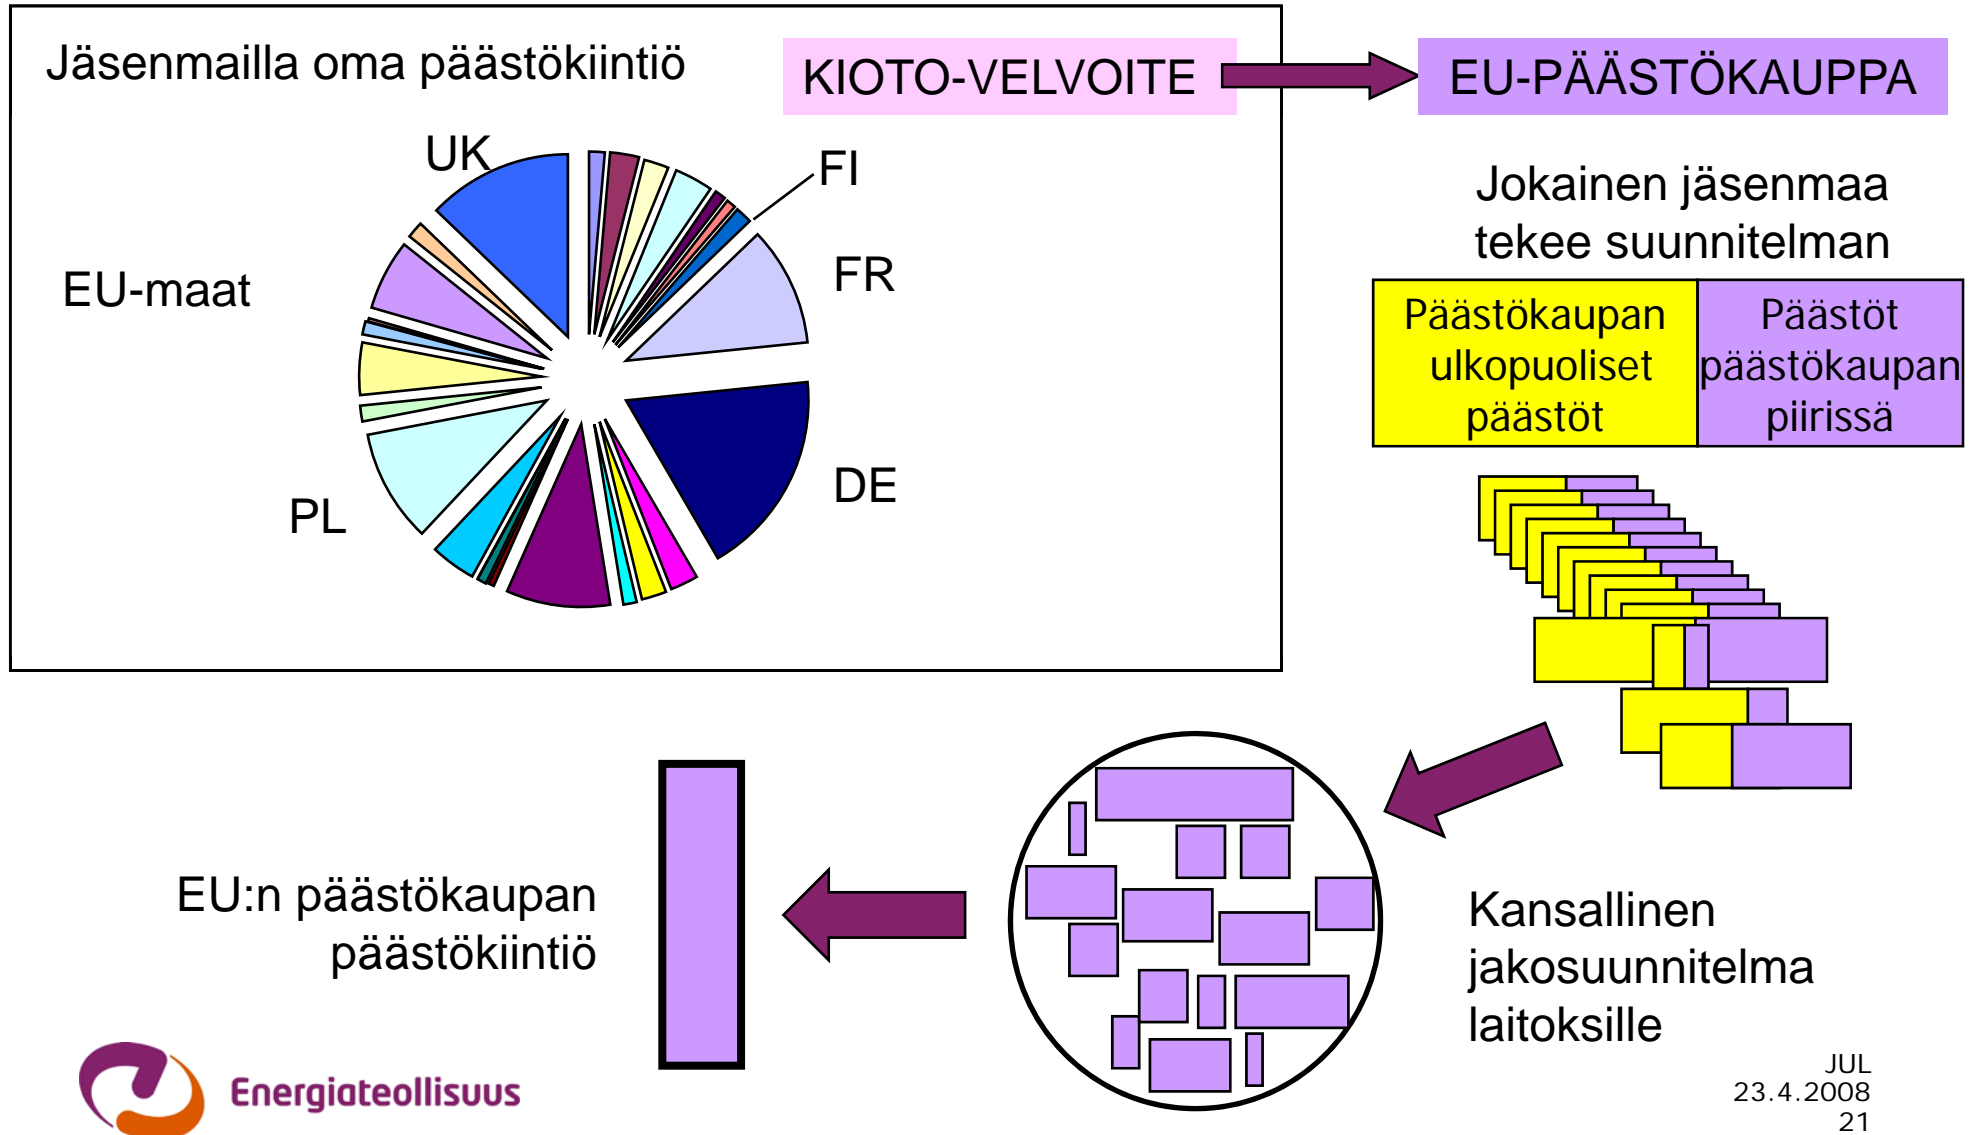 Jäsenmailla oma päästökiintiö
KIOTO-VELVOITE
EU-PÄÄSTÖKAUPPA
UK
FI
FR
EU-maat
DE
PL
Jokainen jäsenmaa
tekee suunnitelman
Päästökaupan
ulkopuoliset
päästöt
Päästöt
päästökaupan
piirissä
EU:n päästökaupan
päästökiintiö
Kansallinen
jakosuunnitelma
laitoksille
Energiateollisuus
JUL
23.4.2008
21